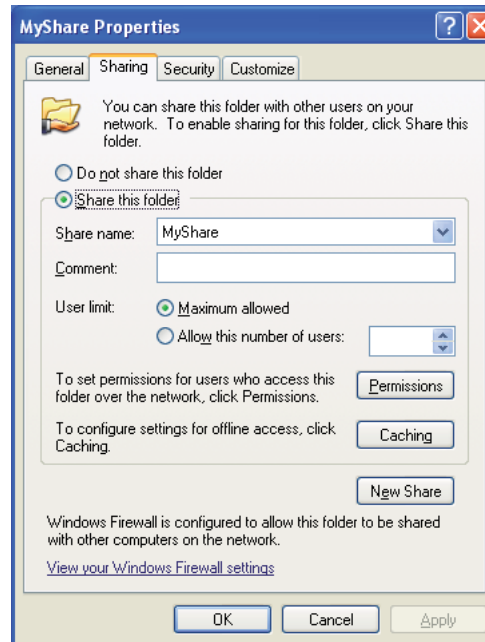 MyShare Properties
General Sharing Security Customize
You can share this folder with other users on your
network. To enable sharing for this folder, click Share this
folder.
Do not share this folder
Share this folder
Share name: MyShare
Comment:
User limit: Maximum allowed
Allow this number of users:
To set permissions for users who access this
folder over the network, click Permissions.
Permissions
To configure settings for offline access, click
Caching.
Caching
New Share
Windows Firewall is configured to allow this folder to be shared
with other computers on the network.
View your Windows Firewall settings
OK Cancel Apply